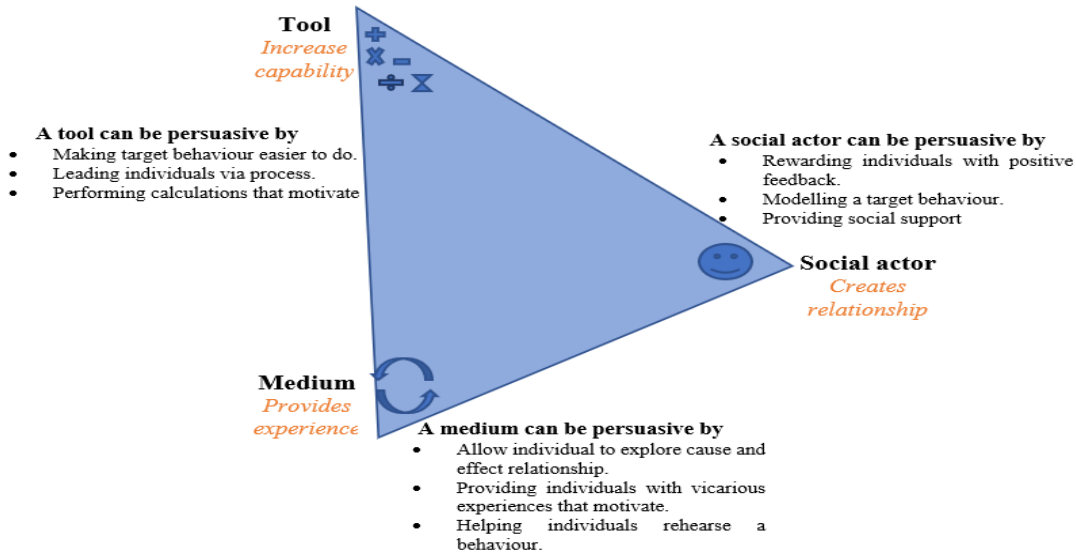 Tool
Increase
capability
A tool can be persuasive by
• Making target behaviour easier to do.
• Leading individuals via process.
• Performing calculations that motivate
A social actor can be persuasive by
• Rewarding individuals with positive
feedback.
• Modelling a target behaviour.
• Providing social support
Social actor
Creates
relationship
Medium
Provides
experience
A medium can be persuasive by
• Allow individual to explore cause and
effect relationship.
• Providing individuals with vicarious
experiences that motivate.
• Helping individuals rehearse a
behaviour.